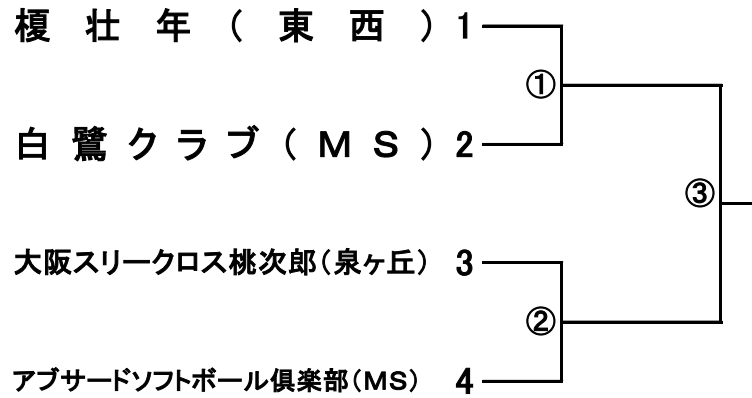 榎壮年(東西) 1
①
白鷺クラブ(MS) 2
③
大阪スリークロス桃次郎(泉ヶ丘) 3
②
アブサードソフトボール倶楽部(MS) 4